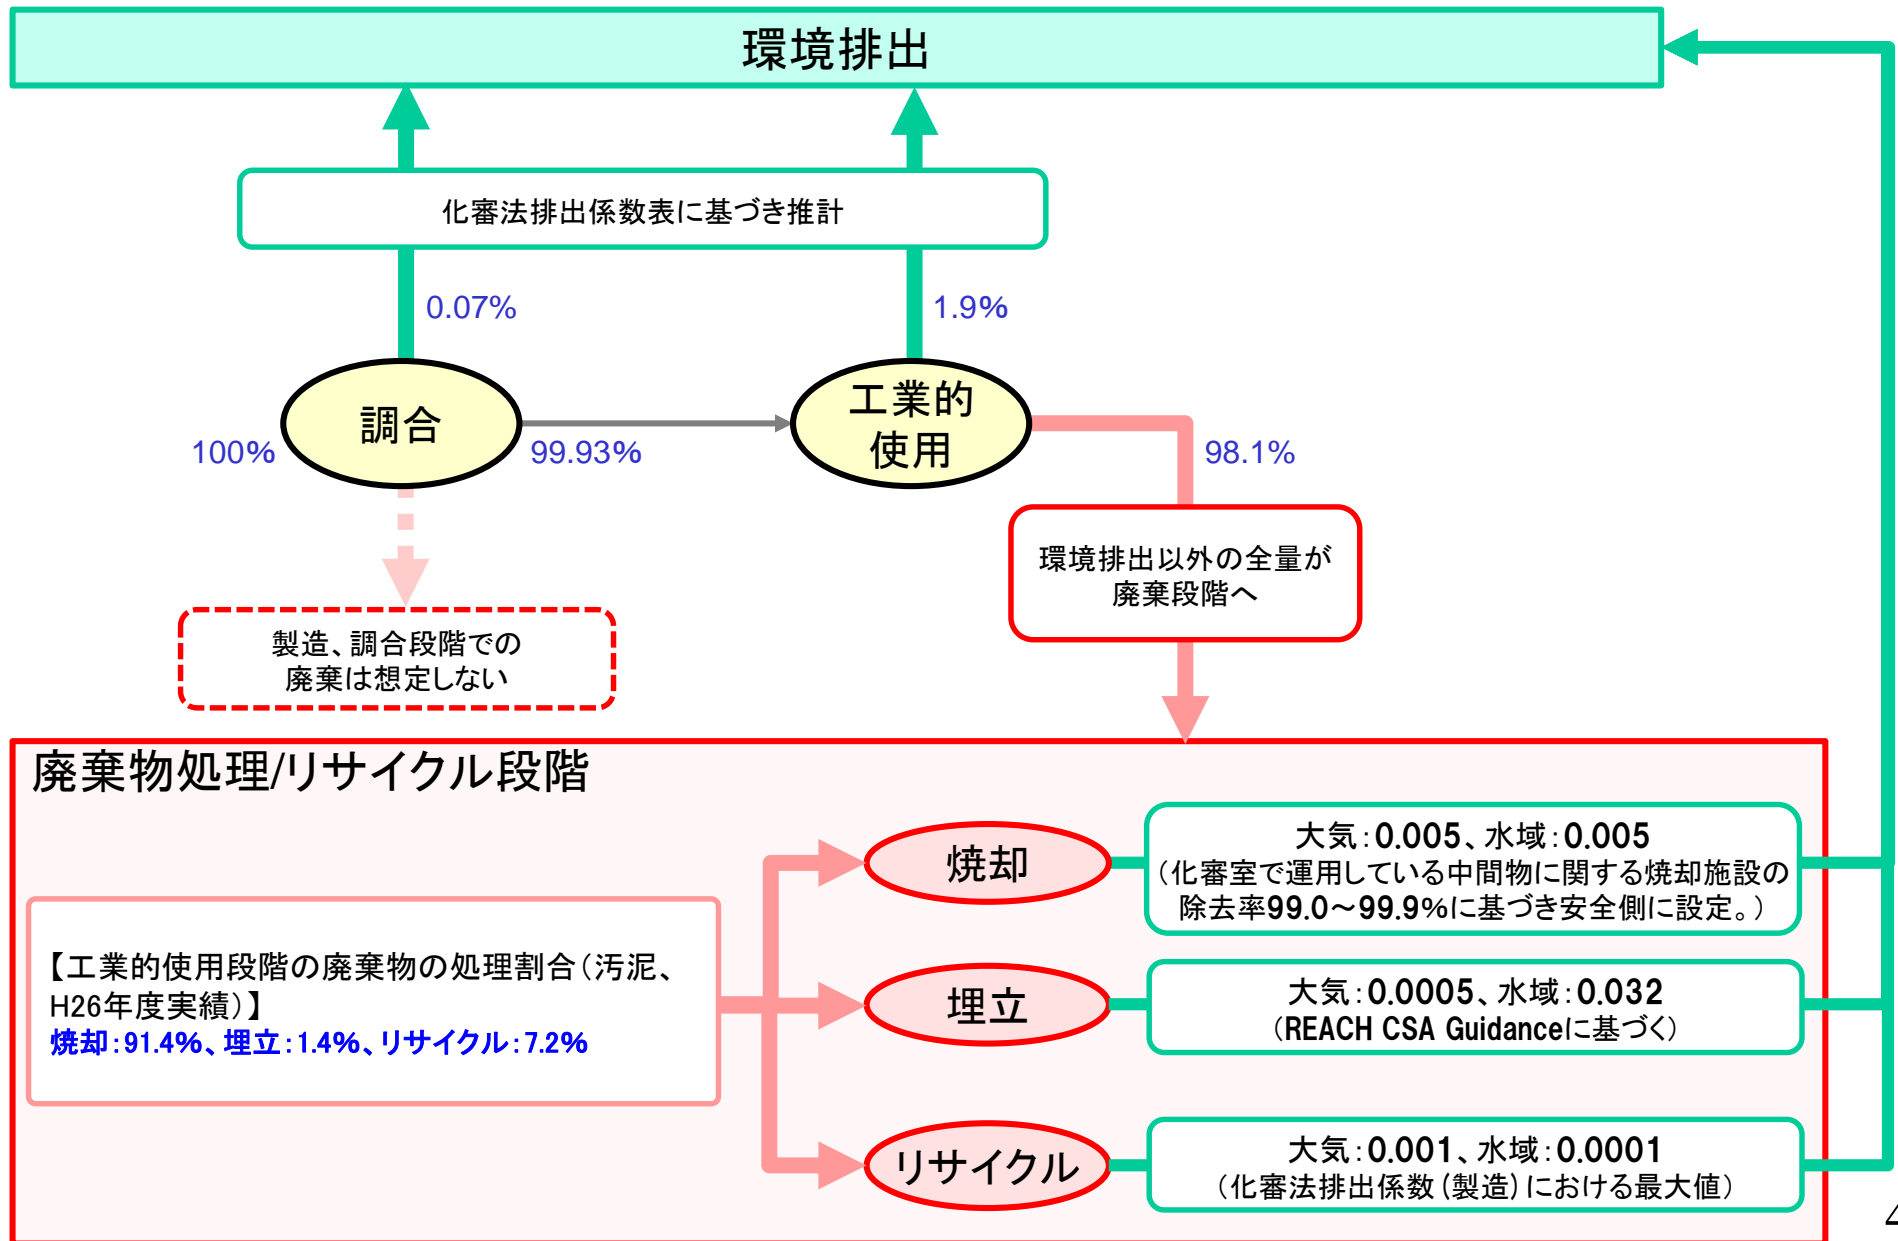 環境排出
化審法排出係数表に基づき推計
0.07%
1.9%
調合
工業的
使用
100%
99.93%
98.1%
環境排出以外の全量が
廃棄段階へ
製造、調合段階での
廃棄は想定しない
廃棄物処理/リサイクル段階
【工業的使用段階の廃棄物の処理割合(汚泥、
H26年度実績)】
焼却:91.4%、埋立:1.4%、リサイクル:7.2%
焼却
大気:0.005、水域:0.005
(化審室で運用している中間物に関する焼却施設の
除去率99.0~99.9%に基づき安全側に設定。)
埋立
大気:0.0005、水域:0.032
(REACH CSA Guidanceに基づく)
リサイクル
大気:0.001、水域:0.0001
(化審法排出係数(製造)における最大値)
4